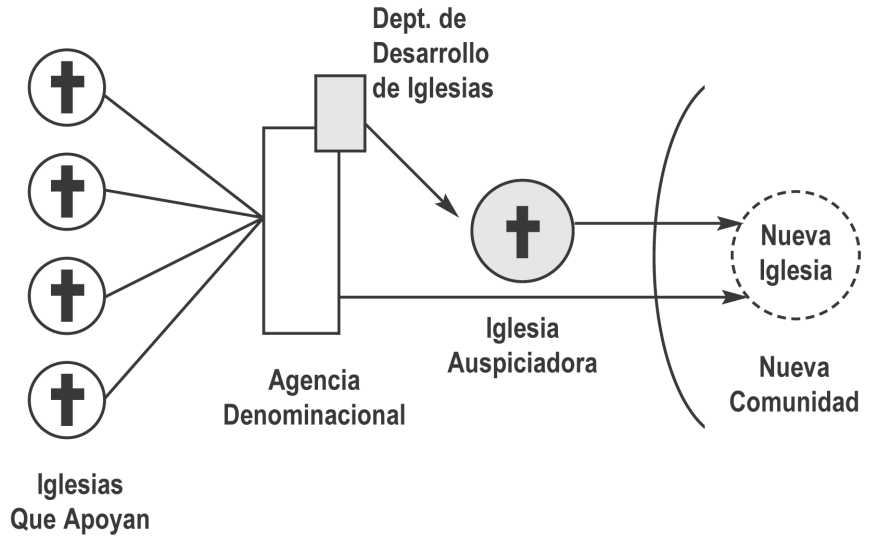 Dept. de
Desarrollo
de Iglesias
Nueva
Iglesia
Iglesia
Auspiciadora
Agencia
Denominacional
Nueva
Comunidad
Iglesias
Que Apoyan